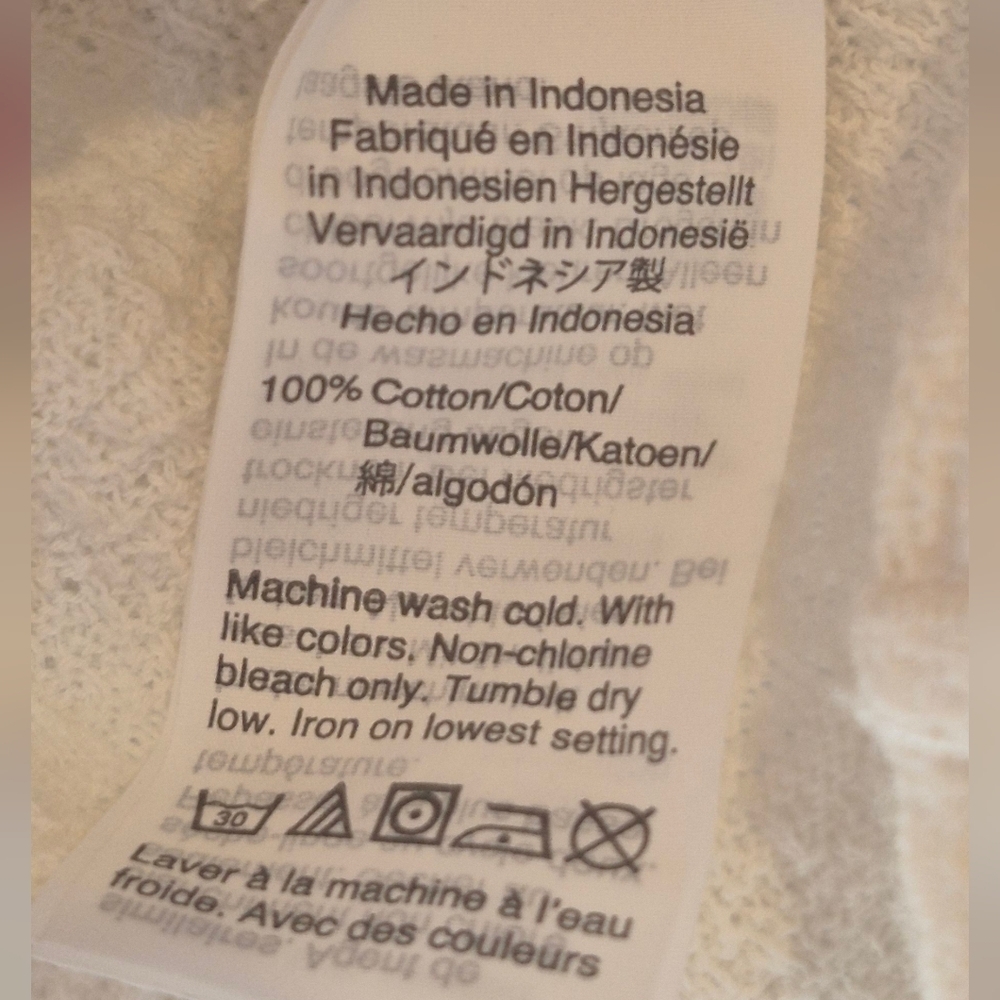 Made in Indonesia
Fabriqué en Indonésie
in Indonesien Hergestellt
Vervaardigd in Indonesië
インドネシア製
Hecho en Indonesia
100% Cotton/Coton/
Baumwolle/Katoen/
綿/algodón
Machine wash cold. With
like colors. Non-chlorine
bleach only. Tumble dry
low. Iron on lowest setting.
30
Laver à la machine à l'eau
froide. Avec des couleurs